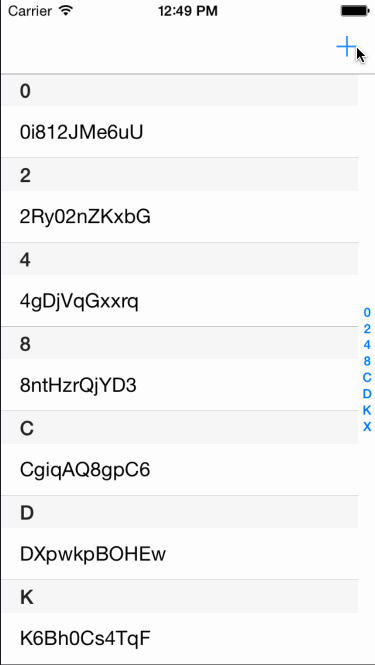 Carrier 12:49 PM
0
0i812JMe6uU
2
2Ry02nZKxbG
4
4gDjVqGxxrq
8
8ntHzrQjYD3
C
CgiqAQ8gpC6
D
DXpwkpBOHEw
K
K6Bh0Cs4TqF
0
2
4
8
C
D
K
X